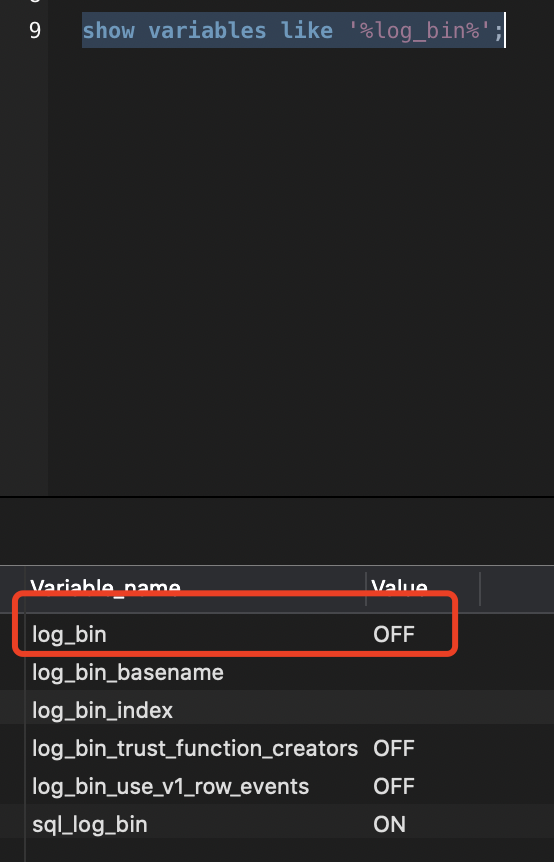 9 show variables like '%log_bin%';
Variable_name Value
log_bin OFF
log_bin_basename
log_bin_index
log_bin_trust_function_creators OFF
log_bin_use_v1_row_events OFF
sql_log_bin ON